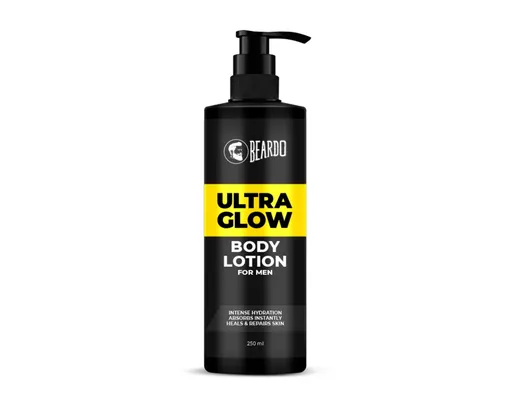 BEARDO
ULTRA
GLOW
BODY
LOTION
FOR MEN
INTENSE HYDRATION
ABSORBS INSTANTLY
HEALS & REPAIRS SKIN
250 ml